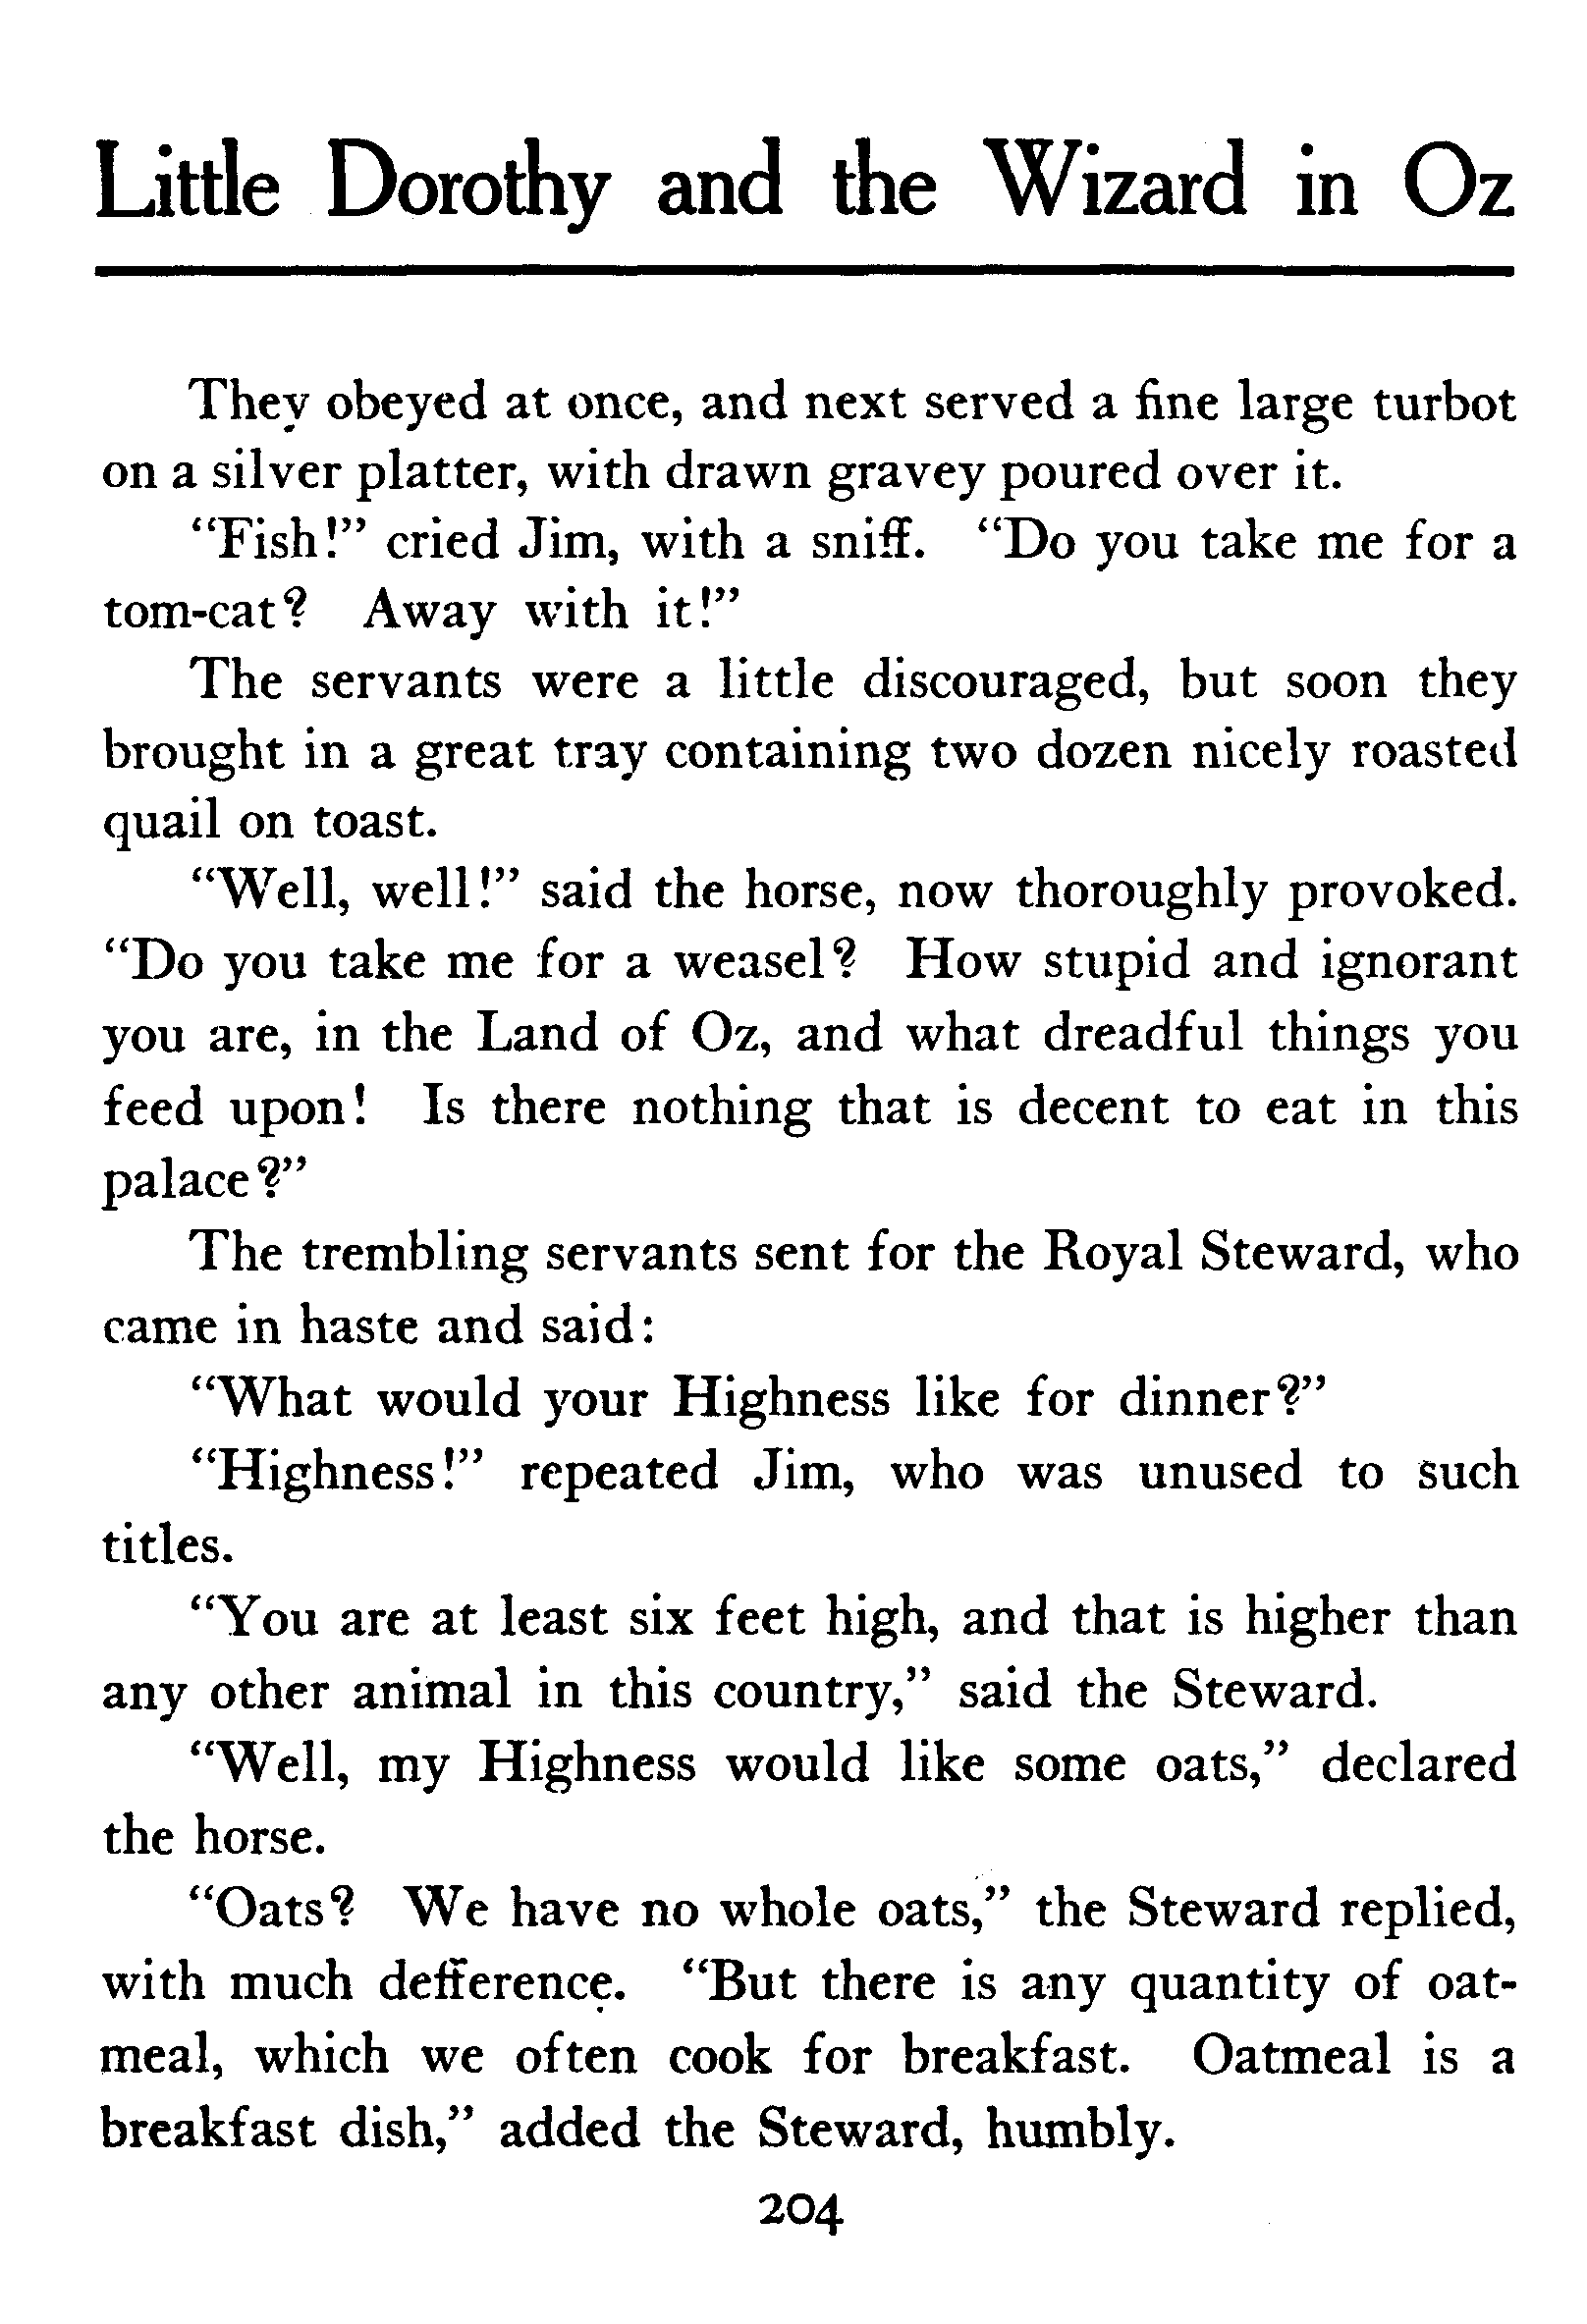 Little Dorothy and the Wizard in Oz
They obeyed at once, and next served a fine large turbot
on a silver platter, with drawn gravey poured over it.
“Fish!” cried Jim, with a sniff. “Do you take me for a
tom-cat? Away with it!”
The servants were a little discouraged, but soon they
brought in a great tray containing two dozen nicely roasted
quail on toast.
“Well, well!” said the horse, now thoroughly provoked.
“Do you take me for a weasel? How stupid and ignorant
you are, in the Land of Oz, and what dreadful things you
feed upon! Is there nothing that is decent to eat in this
palace?”
The trembling servants sent for the Royal Steward, who
came in haste and said:
“What would your Highness like for dinner?”
“Highness!” repeated Jim, who was unused to such
titles.
“You are at least six feet high, and that is higher than
any other animal in this country,” said the Steward.
“Well, my Highness would like some oats,” declared
the horse.
“Oats? We have no whole oats,” the Steward replied,
with much defference. “But there is any quantity of oat-
meal, which we often cook for breakfast. Oatmeal is a
breakfast dish,” added the Steward, humbly.
204